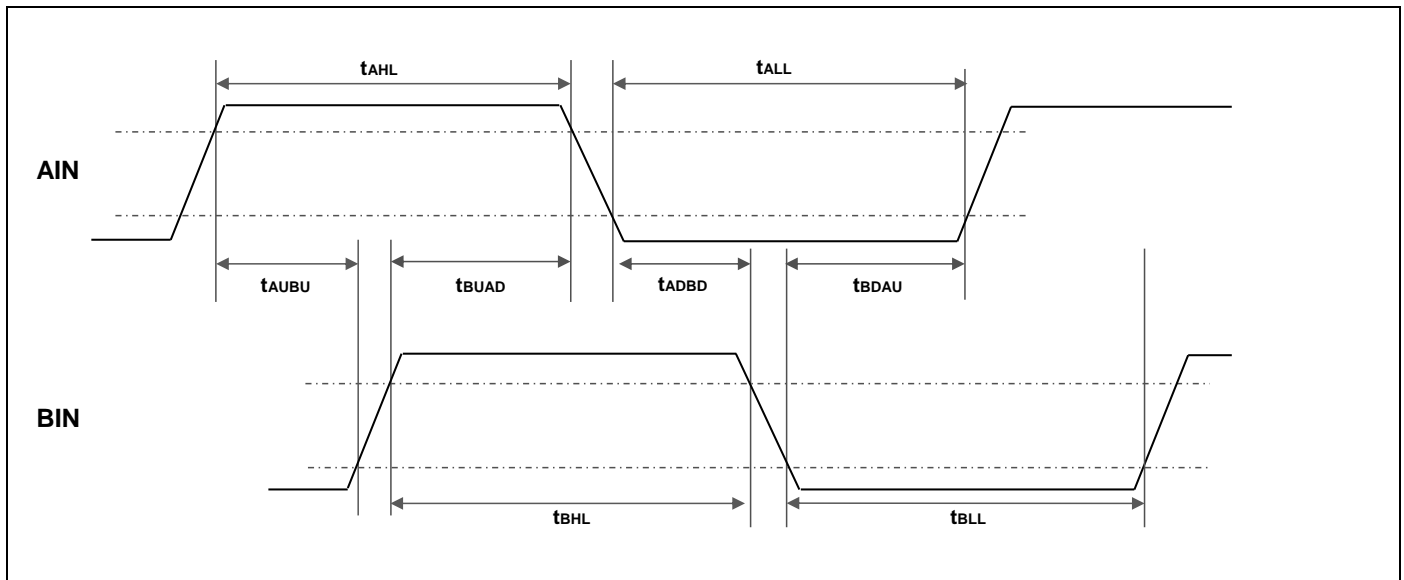 tAHL
tALL
AIN
tAUBU
tBUAD
tADBD
tBDAU
BIN
tBHL
tBLL